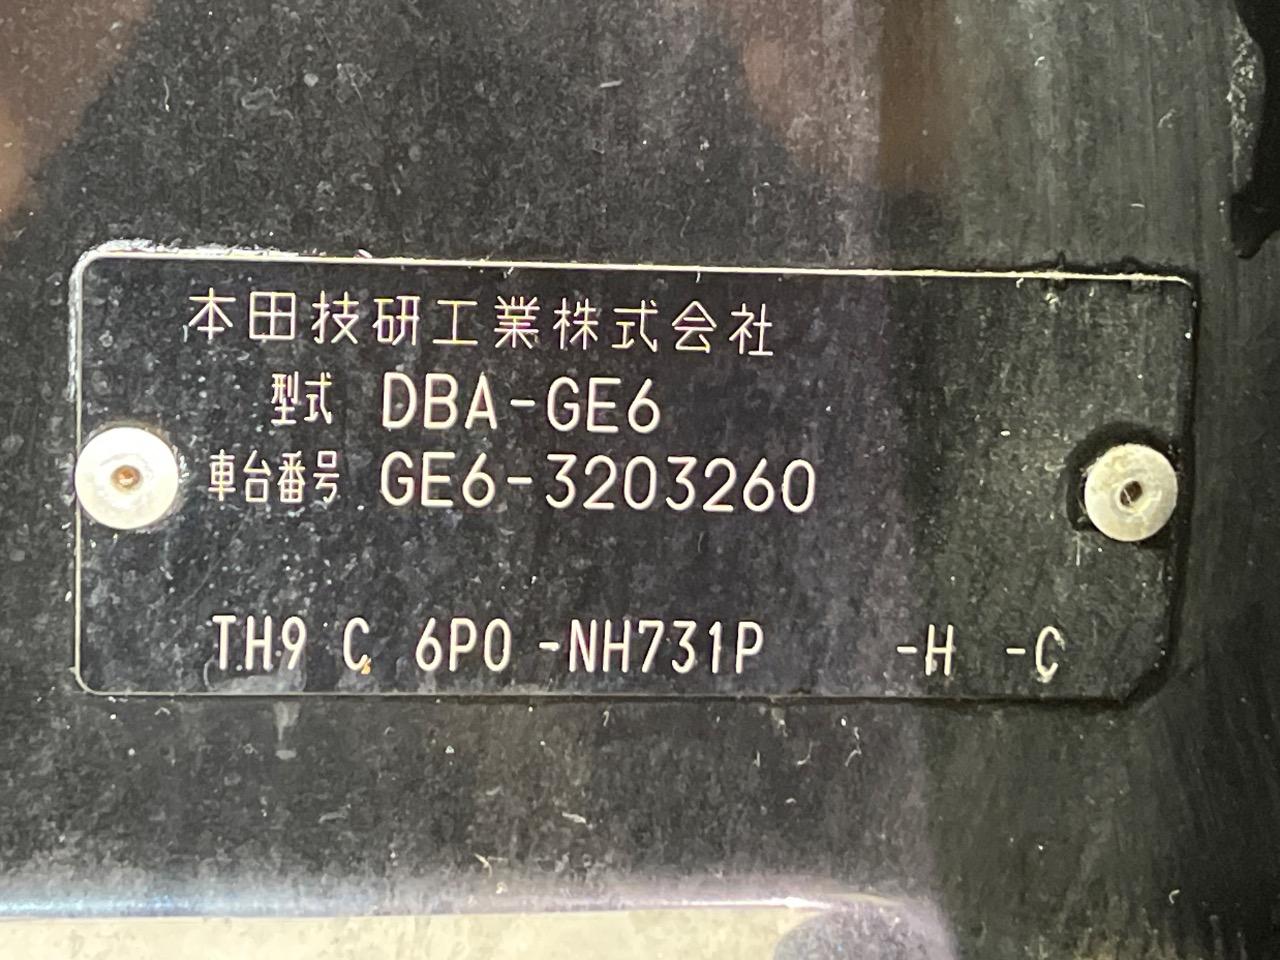 本田技研工業株式会社
型式 DBA-GE6
車台番号 GE6-3203260
TH9 C 6P0 -NH731P -H -C